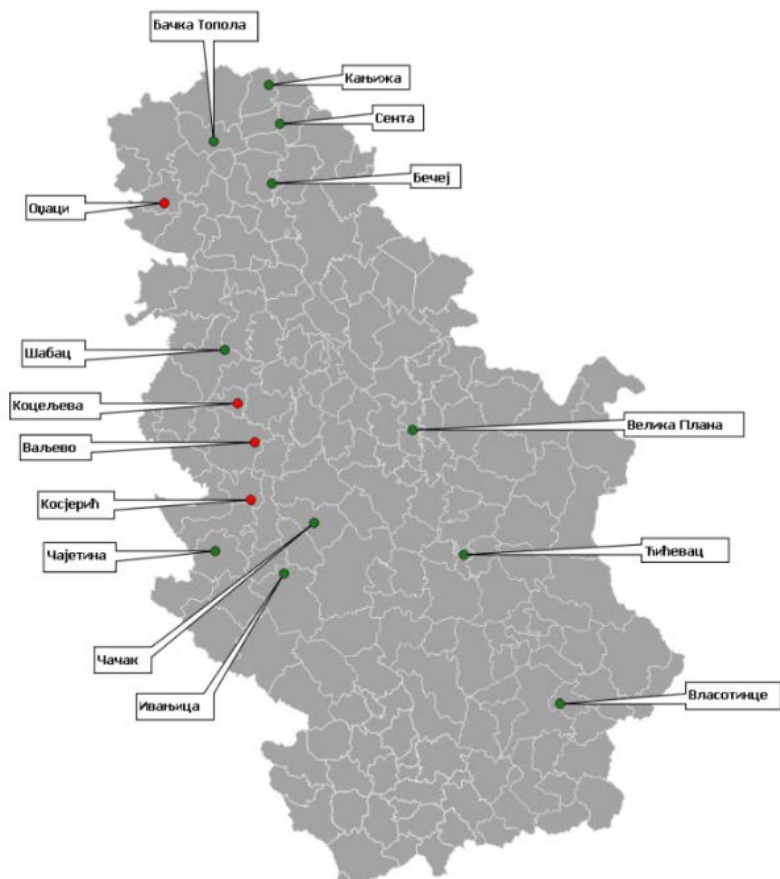 Бачка Топола
Кањижа
Сента
Бечеј
Оџаци
Шабац
Коцељева
Велика Плана
Ваљево
Косјерић
Чајетина
Ћићевац
Чачак
Власотинце
Ивањица